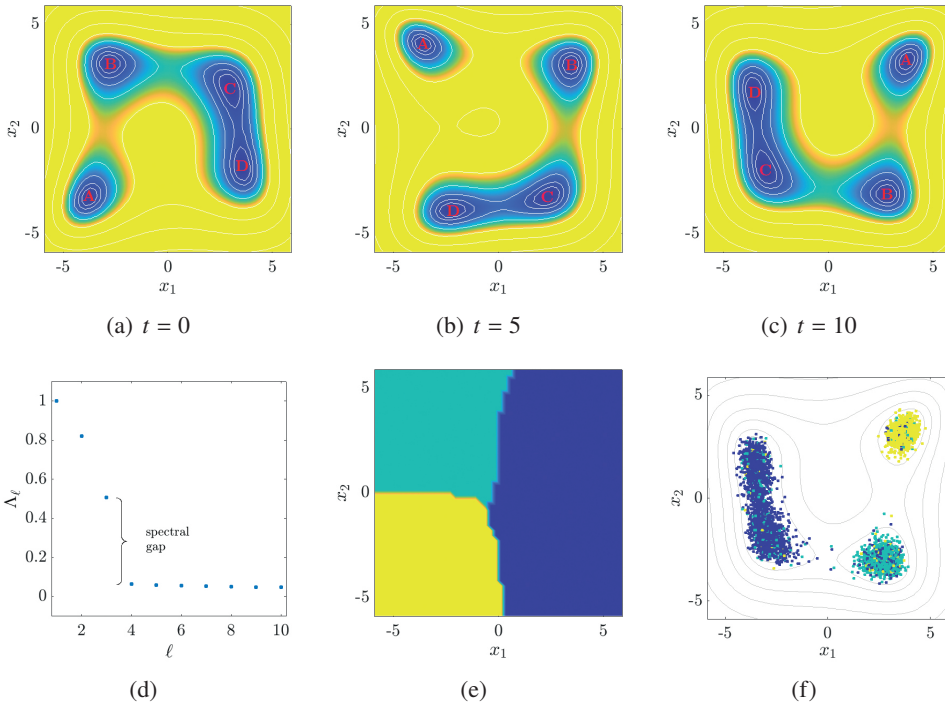 5
0
-5
x₂
B
C
D
A
-5
0
5
x₁
(a) t = 0
5
0
-5
x₂
A
B
D
C
-5
0
5
x₁
(b) t = 5
5
0
-5
x₂
D
A
C
B
-5
0
5
x₁
(c) t = 10
1
0.8
0.6
0.4
0.2
0
Λ_ℓ
spectral
gap
2
4
6
8
10
ℓ
(d)
5
0
-5
x₂
-5
0
5
x₁
(e)
5
0
-5
x₂
-5
0
5
x₁
(f)